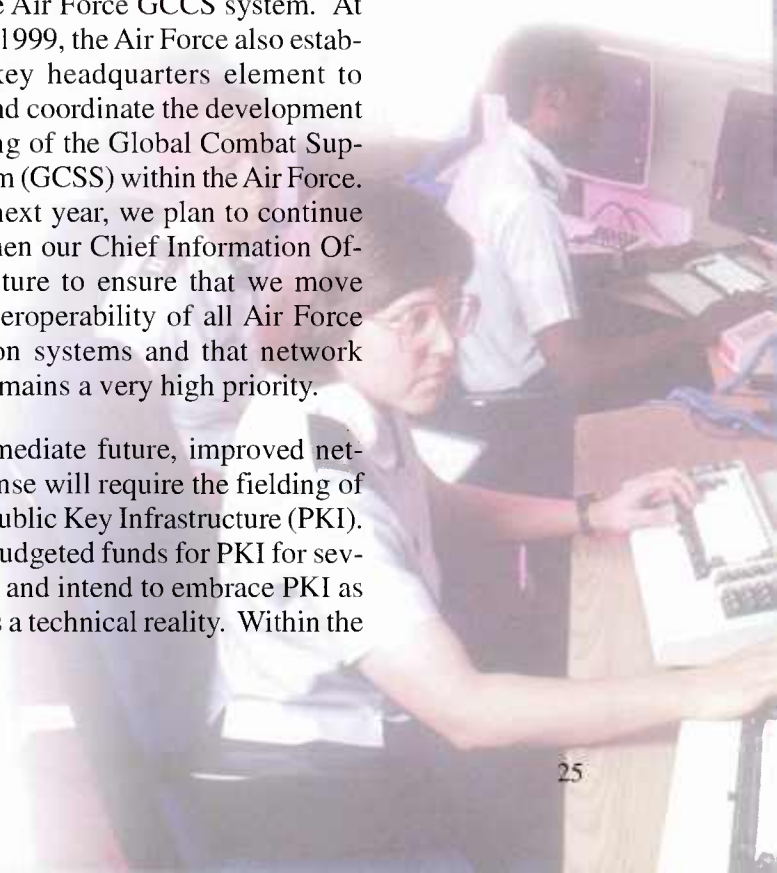 e Air Force GCCS system. At
1999, the Air Force also estab-
key headquarters element to
nd coordinate the development
ng of the Global Combat Sup-
m (GCSS) within the Air Force.
next year, we plan to continue
hen our Chief Information Of-
ture to ensure that we move
eroperability of all Air Force
on systems and that network
mains a very high priority.
mediate future, improved net-
nse will require the fielding of
ublic Key Infrastructure (PKI).
udgeted funds for PKI for sev-
and intend to embrace PKI as
s a technical reality. Within the
25